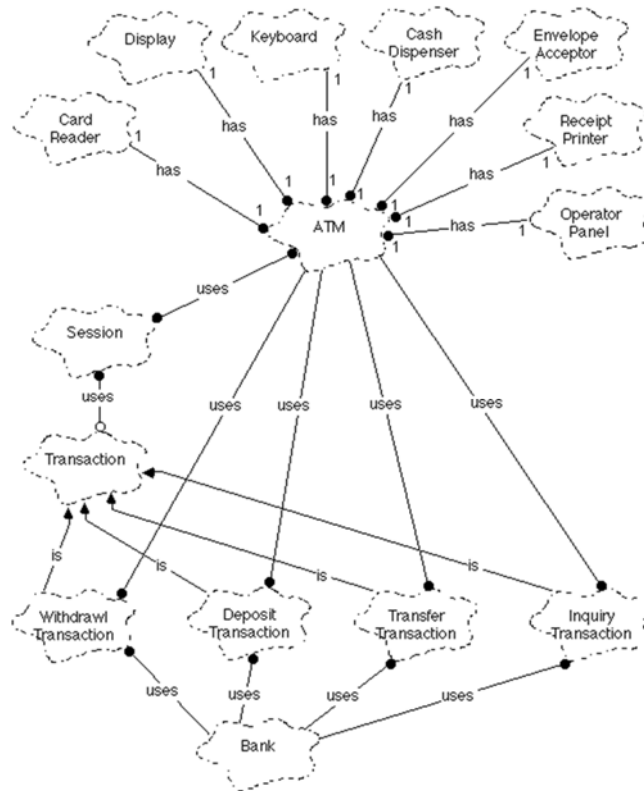 Display
Keyboard
Cash
Dispenser
Envelope
Acceptor
1
1
1
1
Card
Reader
1
has
has
has
has
has
Receipt
Printer
1
has
has
Operator
Panel
1
has
1
1
1
1
1
1
1
ATM
uses
Session
uses
uses
uses
uses
uses
Transaction
is
is
is
is
Withdrawl
Transaction
Deposit
Transaction
Transfer
Transaction
Inquiry
Transaction
uses
uses
uses
uses
Bank